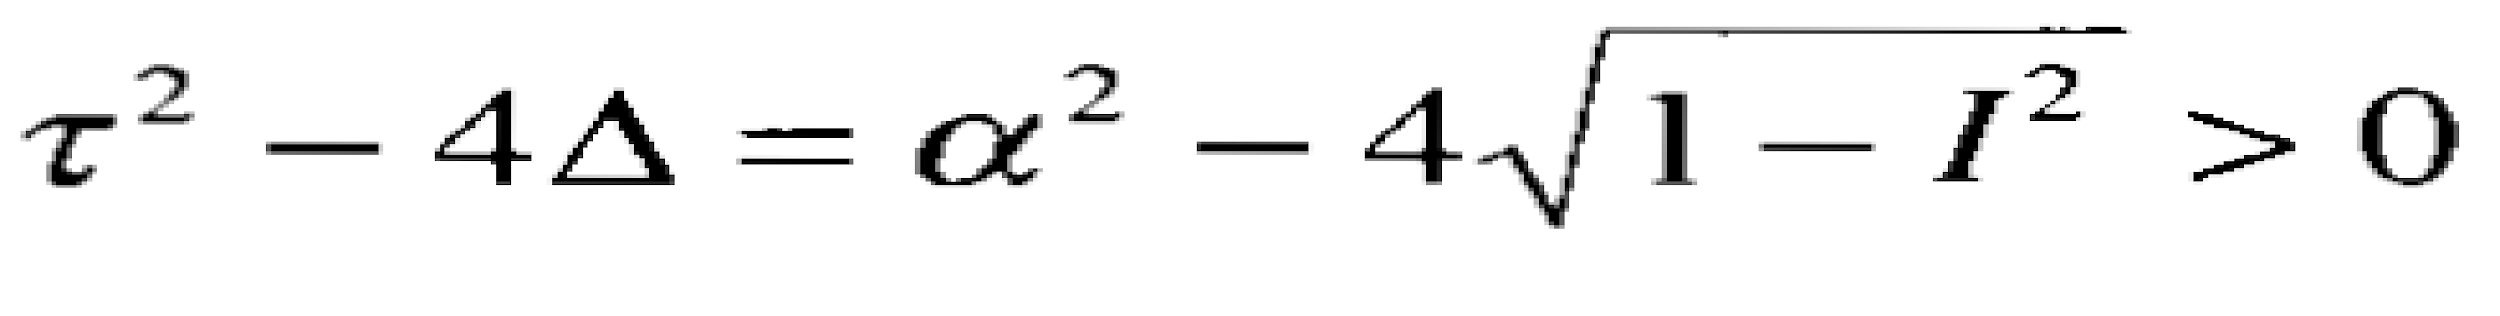 τ² − 4Δ = α² − 4√(1 − I²) > 0